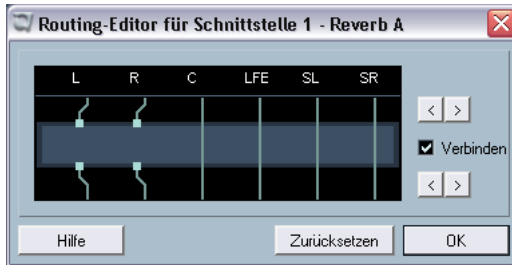 Routing-Editor für Schnittstelle 1 - Reverb A
L R C LFE SL SR
< >
Verbinden
< >
Hilfe Zurücksetzen OK